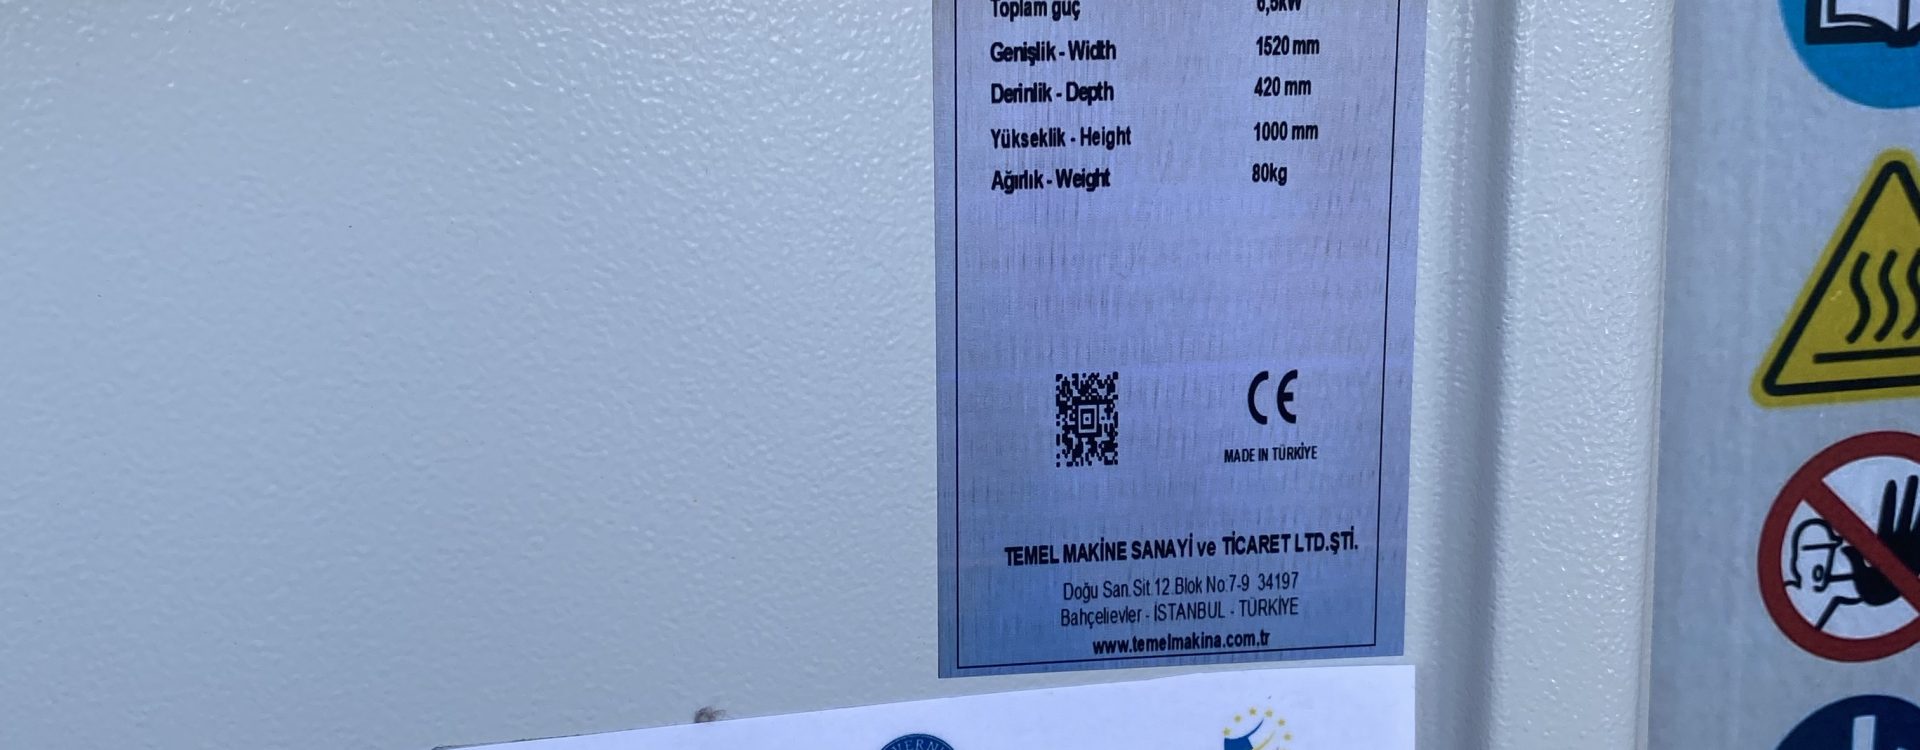 Toplam güç 6,5kW
Genişlik - Width 1520 mm
Derinlik - Depth 420 mm
Yükseklik - Height 1000 mm
Ağırlık - Weight 80kg
CE
MADE IN TÜRKİYE
TEMEL MAKİNE SANAYİ ve TİCARET LTD.ŞTİ.
Doğu San.Sit.12.Blok No:7-9 34197
Bahçelievler - İSTANBUL - TÜRKİYE
www.temelmakina.com.tr